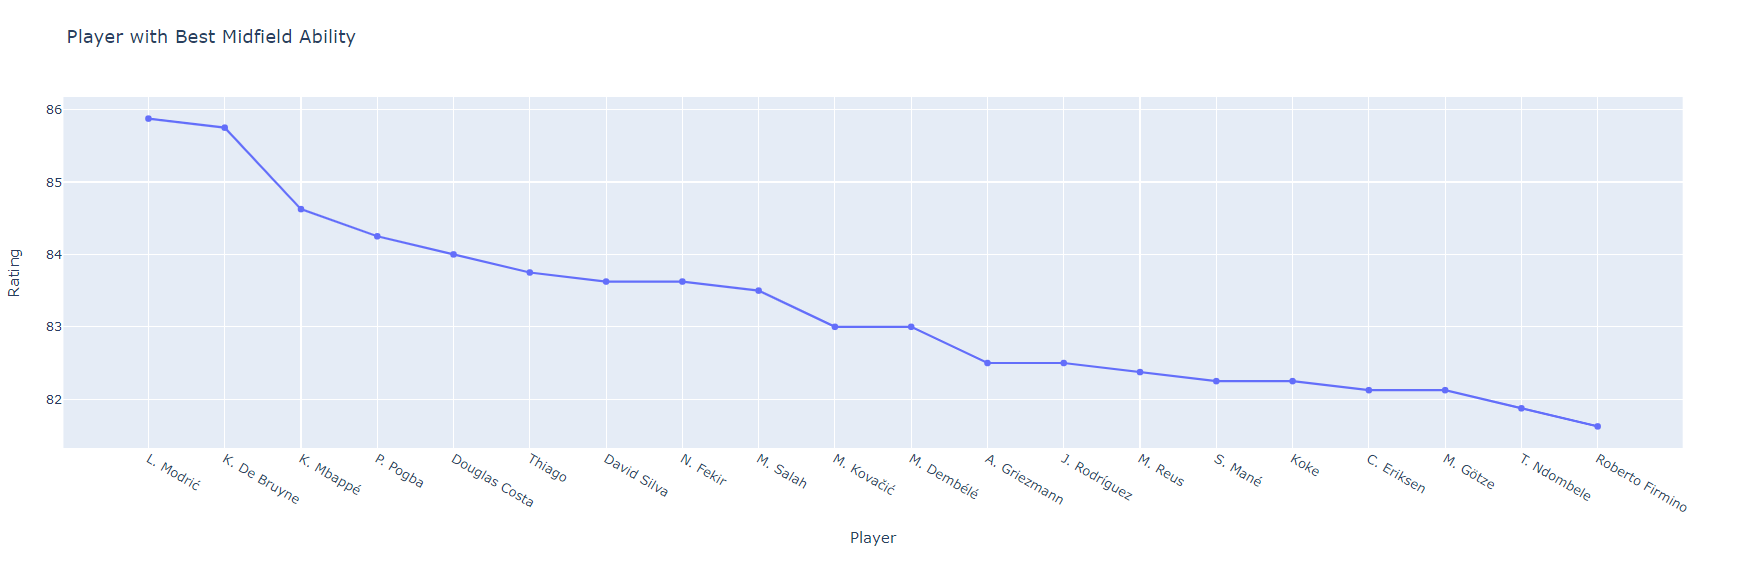 Player with Best Midfield Ability
86
85
84
83
82
Rating
L. Modrić
K. De Bruyne
K. Mbappé
P. Pogba
Douglas Costa
Thiago
David Silva
N. Fekir
M. Salah
M. Kovačić
M. Dembélé
A. Griezmann
J. Rodríguez
M. Reus
S. Mané
Koke
C. Eriksen
M. Götze
T. Ndombele
Roberto Firmino
Player